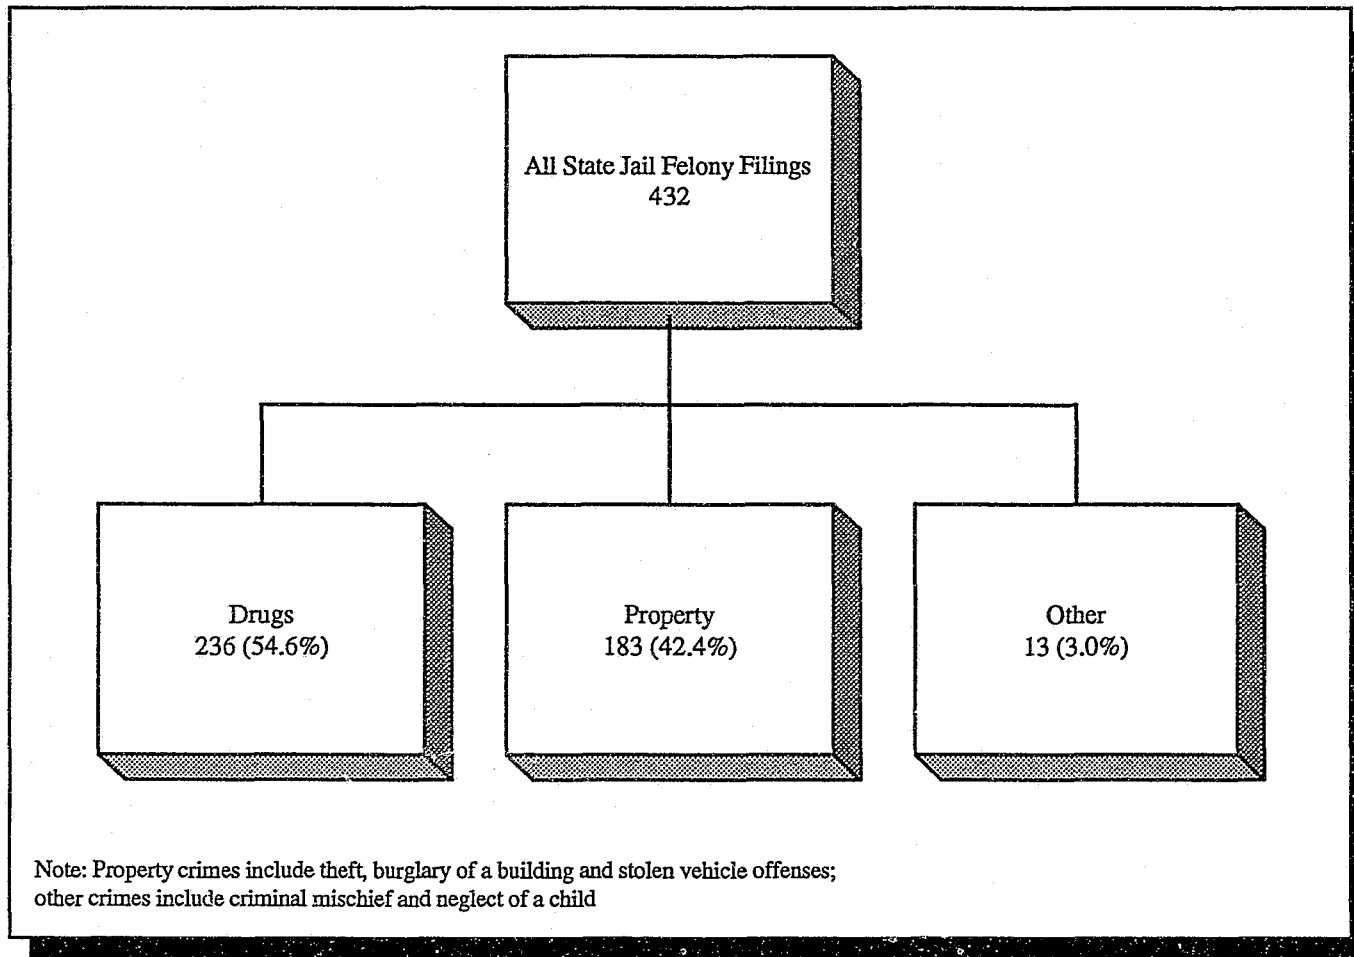 All State Jail Felony Filings
432
Drugs
236 (54.6%)
Property
183 (42.4%)
Other
13 (3.0%)
Note: Property crimes include theft, burglary of a building and stolen vehicle offenses;
other crimes include criminal mischief and neglect of a child